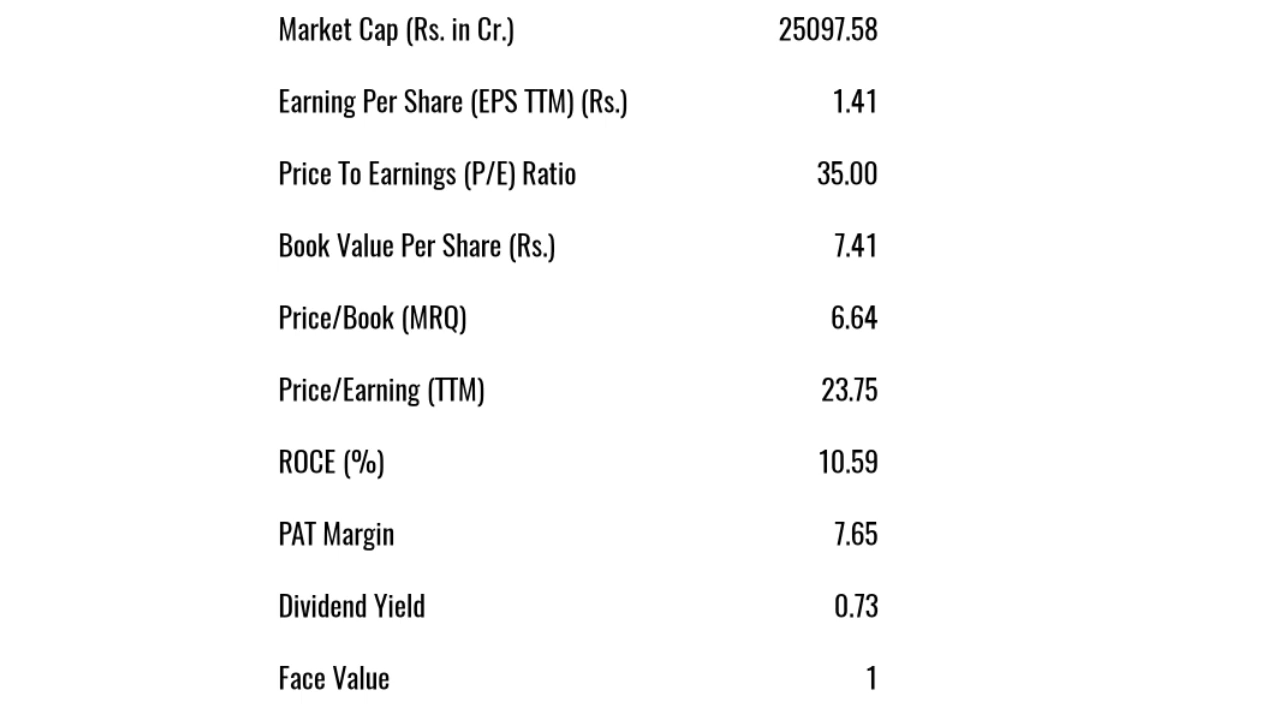 Market Cap (Rs. in Cr.) 25097.58
Earning Per Share (EPS TTM) (Rs.) 1.41
Price To Earnings (P/E) Ratio 35.00
Book Value Per Share (Rs.) 7.41
Price/Book (MRQ) 6.64
Price/Earning (TTM) 23.75
ROCE (%) 10.59
PAT Margin 7.65
Dividend Yield 0.73
Face Value 1